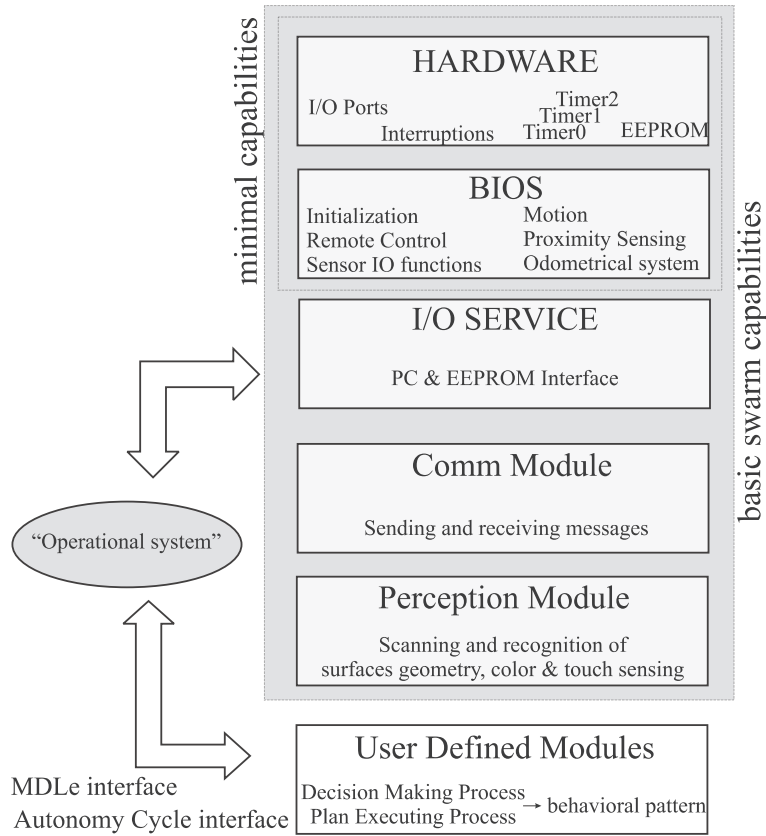 minimal capabilities
HARDWARE
I/O Ports
Interruptions
Timer2
Timer1
Timer0
EEPROM
BIOS
Initialization
Remote Control
Sensor IO functions
Motion
Proximity Sensing
Odometrical system
I/O SERVICE
PC & EEPROM Interface
basic swarm capabilities
Comm Module
Sending and receiving messages
“Operational system”
Perception Module
Scanning and recognition of
surfaces geometry, color & touch sensing
User Defined Modules
Decision Making Process
Plan Executing Process
→ behavioral pattern
MDLe interface
Autonomy Cycle interface